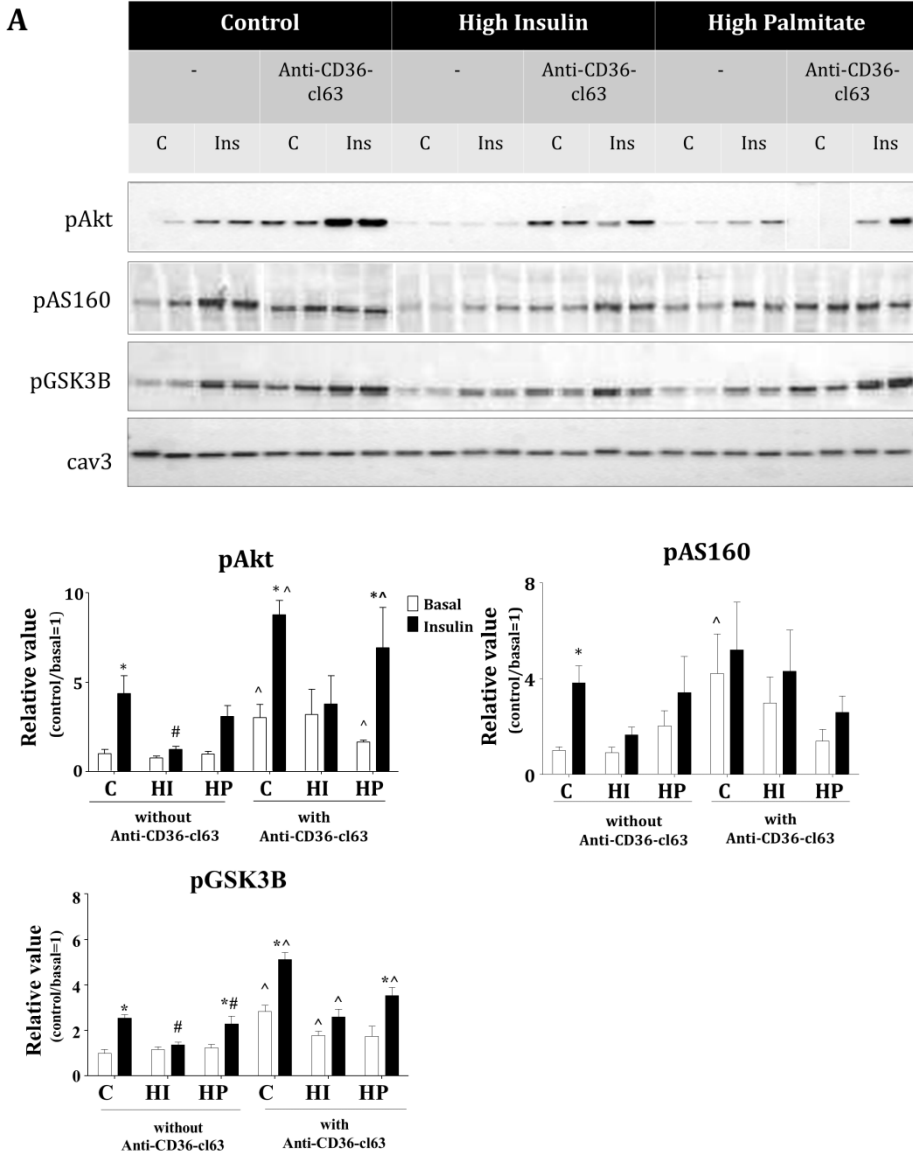 A
Control High Insulin High Palmitate
- Anti-CD36- - Anti-CD36- - Anti-CD36-
cl63 cl63 cl63
C Ins C Ins C Ins C Ins C Ins C Ins
pAkt
pAS160
pGSK3B
cav3
pAkt
Relative value
(control/basal=1)
10
5
0
*
#
^
* ^
^
*^
Basal
Insulin
C HI HP C HI HP
without with
Anti-CD36-cl63 Anti-CD36-cl63
pAS160
Relative value
(control/basal=1)
8
4
0
*
^
C HI HP C HI HP
without with
Anti-CD36-cl63 Anti-CD36-cl63
pGSK3B
Relative value
(control/basal=1)
8
6
4
2
0
*
#
*#
^
*^
^
^
*^
C HI HP C HI HP
without with
Anti-CD36-cl63 Anti-CD36-cl63